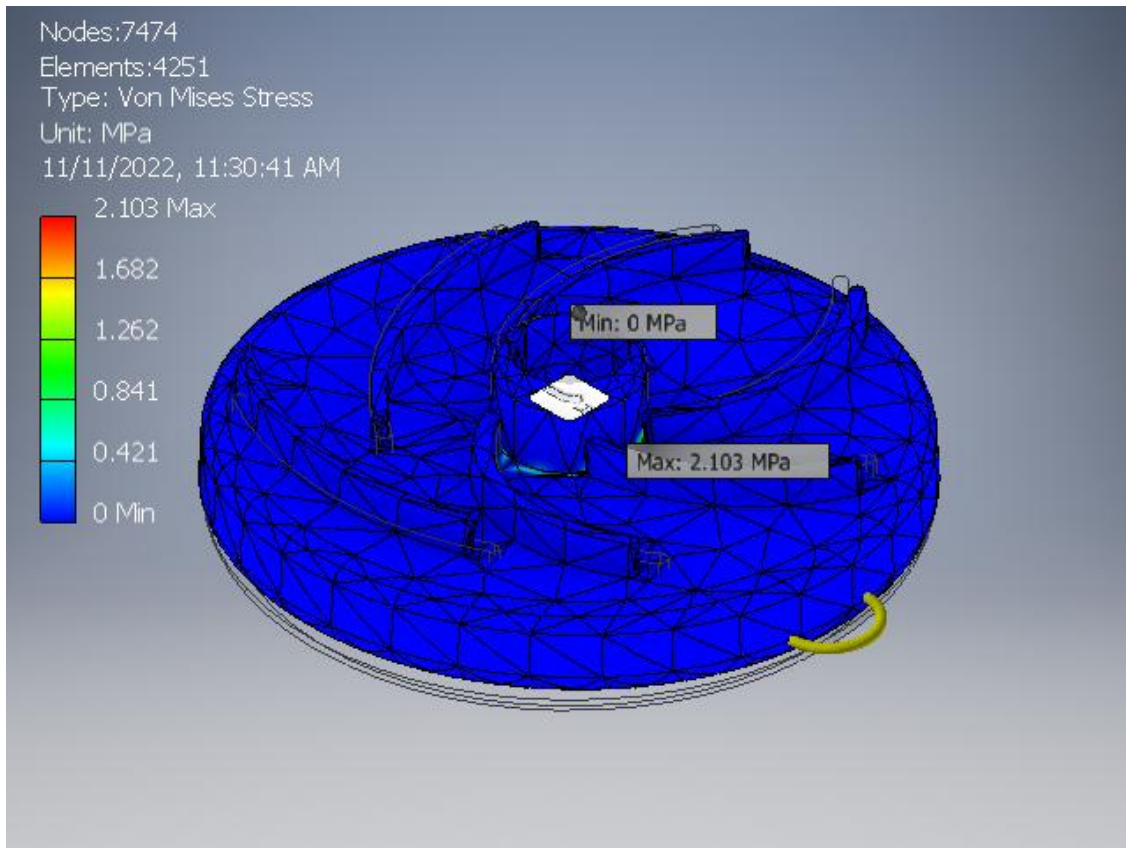 Nodes:7474
Elements:4251
Type: Von Mises Stress
Unit: MPa
11/11/2022, 11:30:41 AM
2.103 Max
1.682
1.262
0.841
0.421
0 Min
Min: 0 MPa
Max: 2.103 MPa